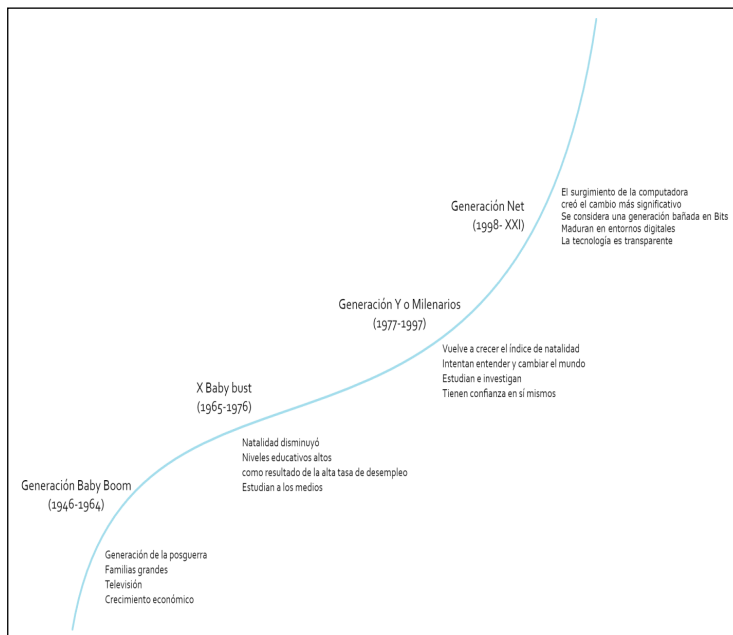 Generación Net
(1998- XXI)
El surgimiento de la computadora
creó el cambio más significativo
Se considera una generación bañada en Bits
Maduran en entornos digitales
La tecnología es transparente
Generación Y o Milenarios
(1977-1997)
Vuelve a crecer el índice de natalidad
Intentan entender y cambiar el mundo
Estudian e investigan
Tienen confianza en sí mismos
X Baby bust
(1965-1976)
Natalidad disminuyó
Niveles educativos altos
como resultado de la alta tasa de desempleo
Estudian a los medios
Generación Baby Boom
(1946-1964)
Generación de la posguerra
Familias grandes
Televisión
Crecimiento económico